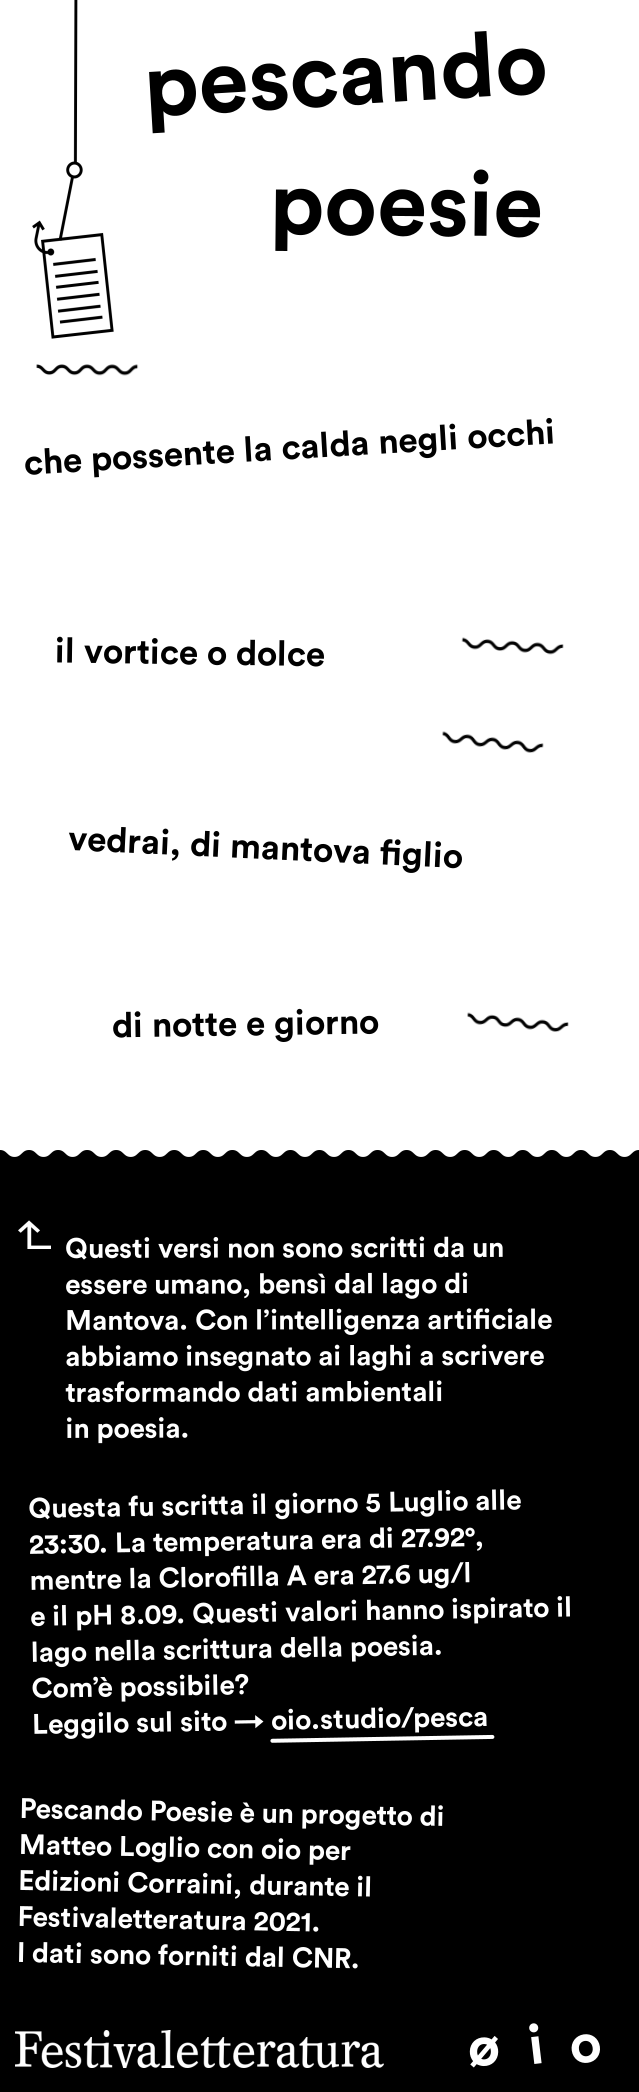 pescando
poesie
che possente la calda negli occhi
il vortice o dolce
vedrai, di mantova figlio
di notte e giorno
Questi versi non sono scritti da un
essere umano, bensì dal lago di
Mantova. Con l’intelligenza artificiale
abbiamo insegnato ai laghi a scrivere
trasformando dati ambientali
in poesia.
Questa fu scritta il giorno 5 Luglio alle
23:30. La temperatura era di 27.92°,
mentre la Clorofilla A era 27.6 ug/l
e il pH 8.09. Questi valori hanno ispirato il
lago nella scrittura della poesia.
Com’è possibile?
Leggilo sul sito → oio.studio/pesca
Pescando Poesie è un progetto di
Matteo Loglio con oio per
Edizioni Corraini, durante il
Festivaletteratura 2021.
I dati sono forniti dal CNR.
Festivaletteratura ø i o